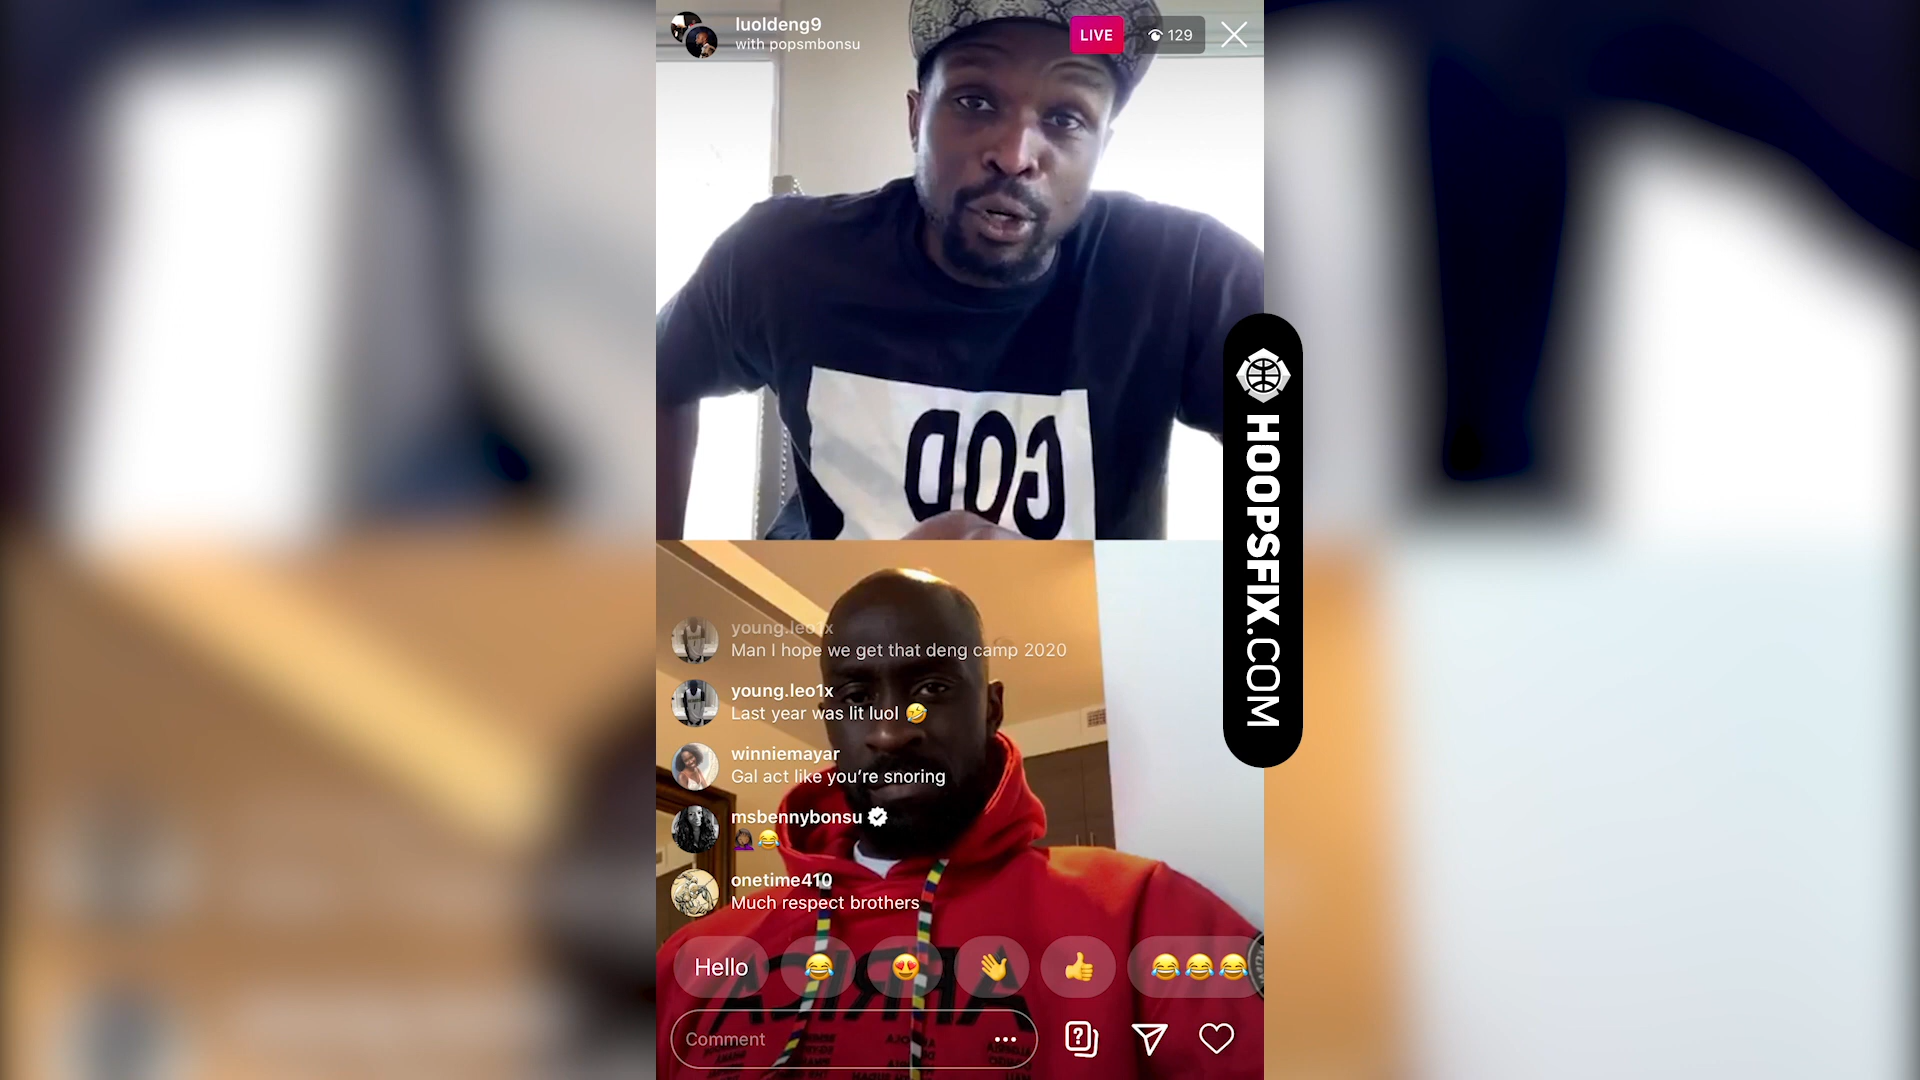 luoldeng9
with popsmbonsu
LIVE
129
GOD
HOOPSFIX.COM
young.leo1x
Man I hope we get that deng camp 2020
young.leo1x
Last year was lit luol 🤣
winniemayar
Gal act like you're snoring
msbennybonsu
🤦🏾‍♀️😂
onetime410
Much respect brothers
Hello 😂 😍 👋 👍 😂😂😂
AFRICA
Comment